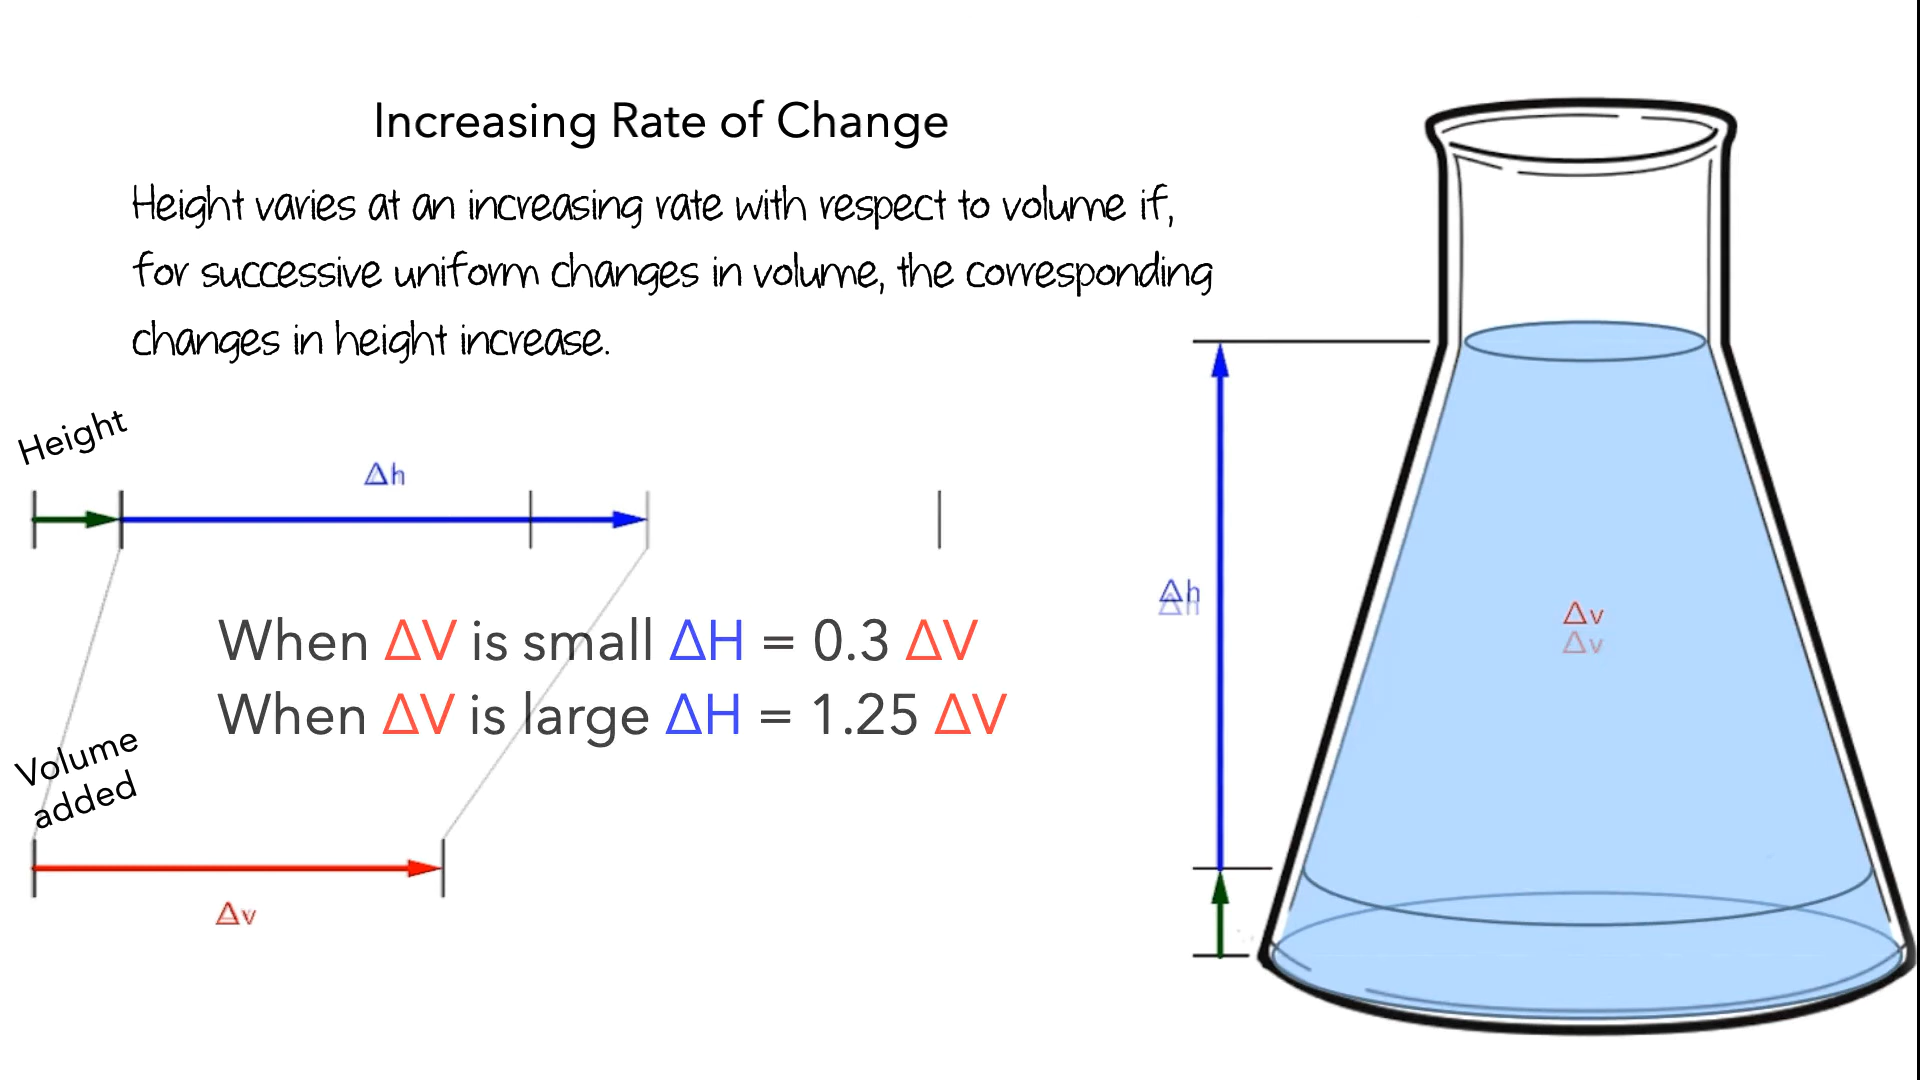 Increasing Rate of Change
Height varies at an increasing rate with respect to volume if,
for successive uniform changes in volume, the corresponding
changes in height increase.
Height
Δh
When ΔV is small ΔH = 0.3 ΔV
When ΔV is large ΔH = 1.25 ΔV
Volume
added
Δv
Δh
Δh
Δv
Δv